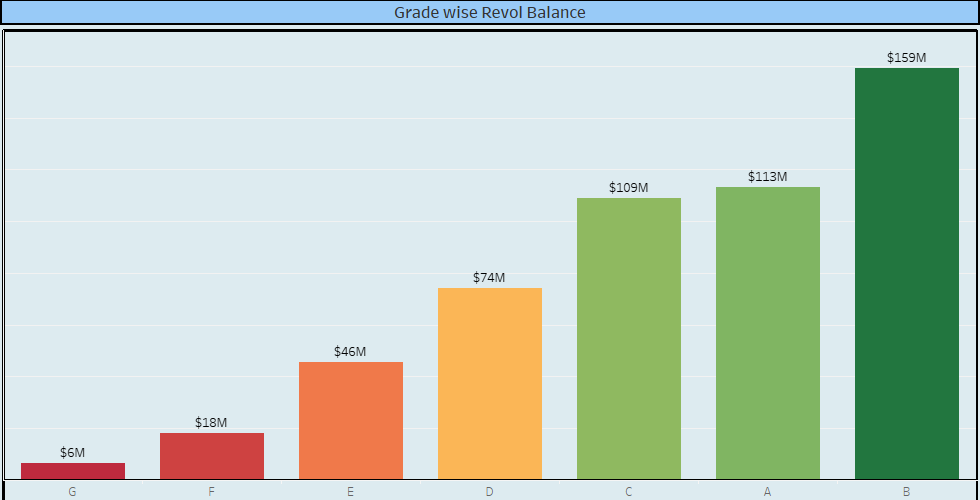 Grade wise Revol Balance
$159M
$113M
$109M
$74M
$46M
$18M
$6M
G F E D C A B